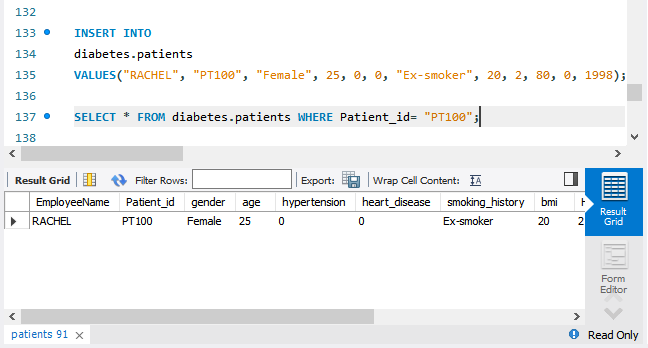 132
133 INSERT INTO
134 diabetes.patients
135 VALUES("RACHEL", "PT100", "Female", 25, 0, 0, "Ex-smoker", 20, 2, 80, 0, 1998);
136
137 SELECT * FROM diabetes.patients WHERE Patient_id= "PT100";
138
Result Grid Filter Rows: Export: Wrap Cell Content: IA
EmployeeName Patient_id gender age hypertension heart_disease smoking_history bmi H
RACHEL PT100 Female 25 0 0 Ex-smoker 20 2
Result
Grid
Form
Editor
patients 91
Read Only